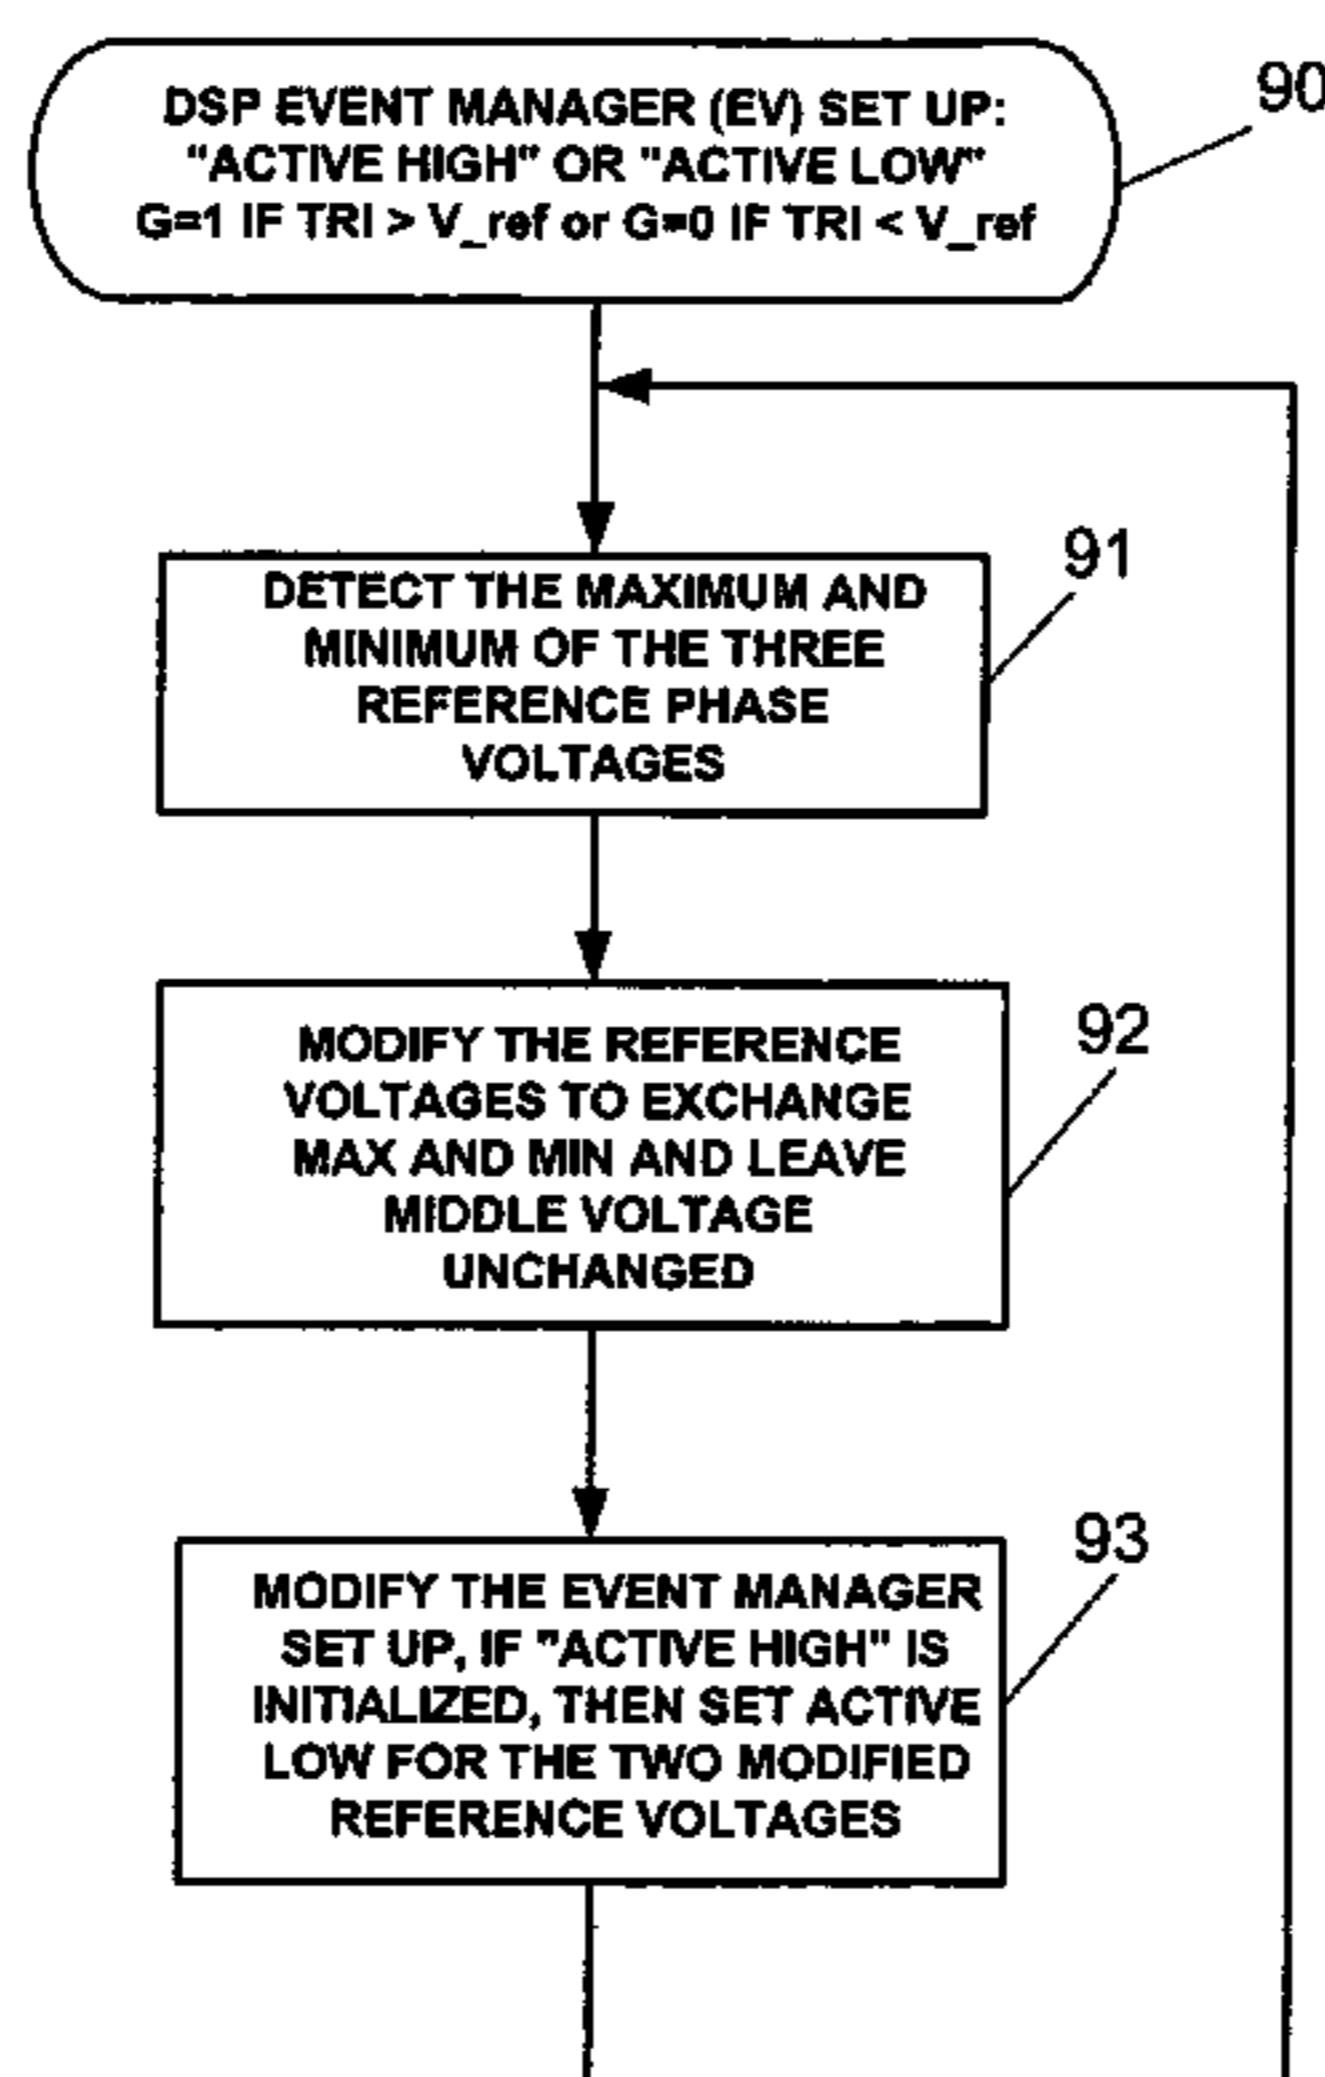 DSP EVENT MANAGER (EV) SET UP:
"ACTIVE HIGH" OR "ACTIVE LOW"
G=1 IF TRI > V_ref or G=0 IF TRI < V_ref
90
DETECT THE MAXIMUM AND
MINIMUM OF THE THREE
REFERENCE PHASE
VOLTAGES
91
MODIFY THE REFERENCE
VOLTAGES TO EXCHANGE
MAX AND MIN AND LEAVE
MIDDLE VOLTAGE
UNCHANGED
92
MODIFY THE EVENT MANAGER
SET UP, IF "ACTIVE HIGH" IS
INITIALIZED, THEN SET ACTIVE
LOW FOR THE TWO MODIFIED
REFERENCE VOLTAGES
93